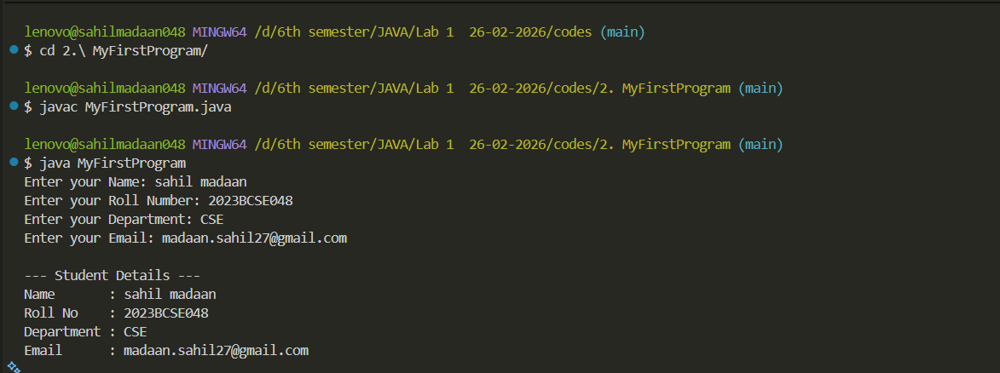 lenovo@sahilmadaan048 MINGW64 /d/6th semester/JAVA/Lab 1  26-02-2026/codes (main)
$ cd 2.\ MyFirstProgram/
lenovo@sahilmadaan048 MINGW64 /d/6th semester/JAVA/Lab 1  26-02-2026/codes/2. MyFirstProgram (main)
$ javac MyFirstProgram.java
lenovo@sahilmadaan048 MINGW64 /d/6th semester/JAVA/Lab 1  26-02-2026/codes/2. MyFirstProgram (main)
$ java MyFirstProgram
Enter your Name: sahil madaan
Enter your Roll Number: 2023BCSE048
Enter your Department: CSE
Enter your Email: madaan.sahil27@gmail.com
--- Student Details ---
Name       : sahil madaan
Roll No    : 2023BCSE048
Department : CSE
Email      : madaan.sahil27@gmail.com